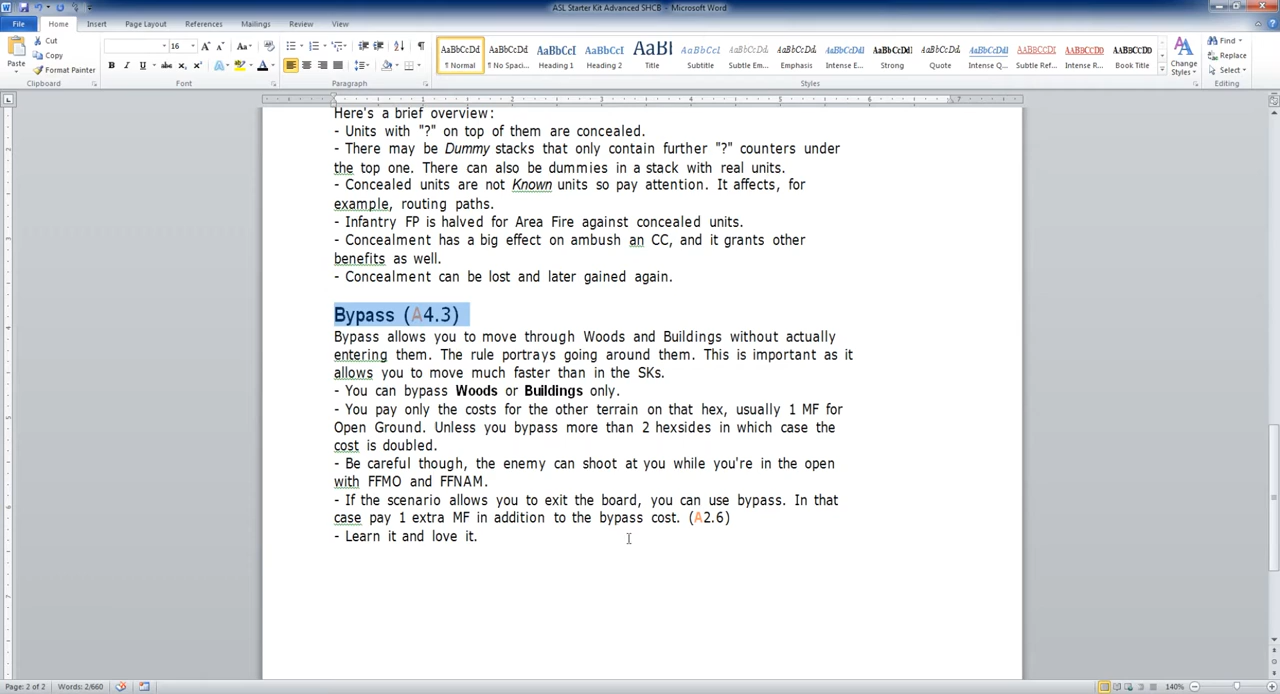 ASL Starter Kit Advanced SHCB - Microsoft Word
File Home Insert Page Layout References Mailings Review View
Cut
Copy
Format Painter
Paste
Clipboard
16
Font
Paragraph
AaBbCcDd AaBbCcDd AaBbCcI AaBbCcI AaBbI AaBbCcI AaBbCcDd AaBbCcDd AaBbCcDd AaBbCcDd AaBbCcDd AaBbCcDd AaBbCcDd AaBbCcDd AABBCCDD
¶ Normal ¶ No Spaci... Heading 1 Heading 2 Title Subtitle Subtle Em... Emphasis Intense E... Strong Quote Intense Q... Subtle Ref... Intense R... Book Title
Styles
Change Styles
Find
Replace
Select
Editing
Here's a brief overview:
- Units with "?" on top of them are concealed.
- There may be Dummy stacks that only contain further "?" counters under
the top one. There can also be dummies in a stack with real units.
- Concealed units are not Known units so pay attention. It affects, for
example, routing paths.
- Infantry FP is halved for Area Fire against concealed units.
- Concealment has a big effect on ambush an CC, and it grants other
benefits as well.
- Concealment can be lost and later gained again.
Bypass (A4.3)
Bypass allows you to move through Woods and Buildings without actually
entering them. The rule portrays going around them. This is important as it
allows you to move much faster than in the SKs.
- You can bypass Woods or Buildings only.
- You pay only the costs for the other terrain on that hex, usually 1 MF for
Open Ground. Unless you bypass more than 2 hexsides in which case the
cost is doubled.
- Be careful though, the enemy can shoot at you while you're in the open
with FFMO and FFNAM.
- If the scenario allows you to exit the board, you can use bypass. In that
case pay 1 extra MF in addition to the bypass cost. (A2.6)
- Learn it and love it.
Page: 2 of 2 Words: 2/660
140%